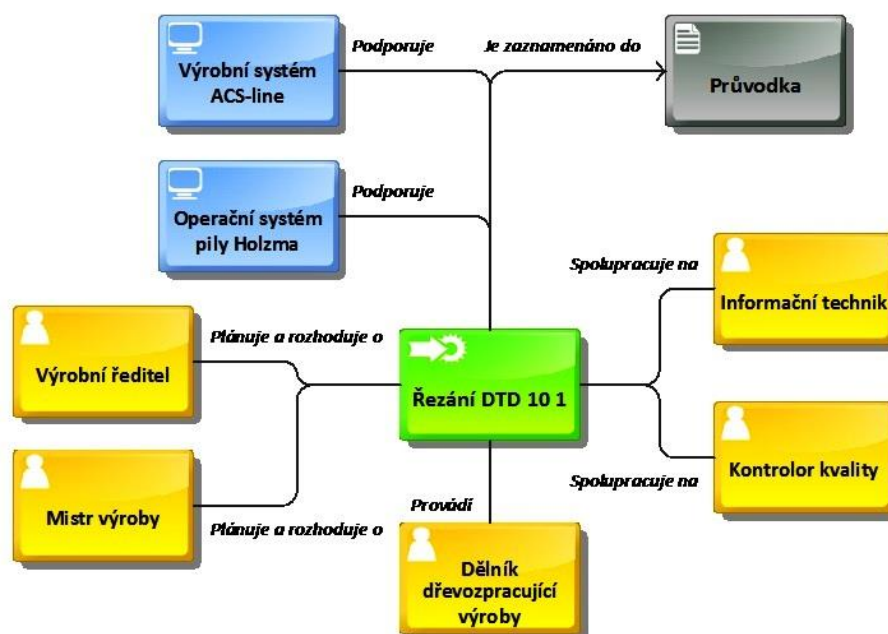 Podporuje
Je zaznamenáno do
Výrobní systém
ACS-line
Průvodka
Podporuje
Operační systém
pily Holzma
Spolupracuje na
Informační technik
Plánuje a rozhoduje o
Výrobní ředitel
Řezání DTD 10 1
Kontrolor kvality
Spolupracuje na
Mistr výroby
Plánuje a rozhoduje o
Provádí
Dělník
dřevozpracující
výroby